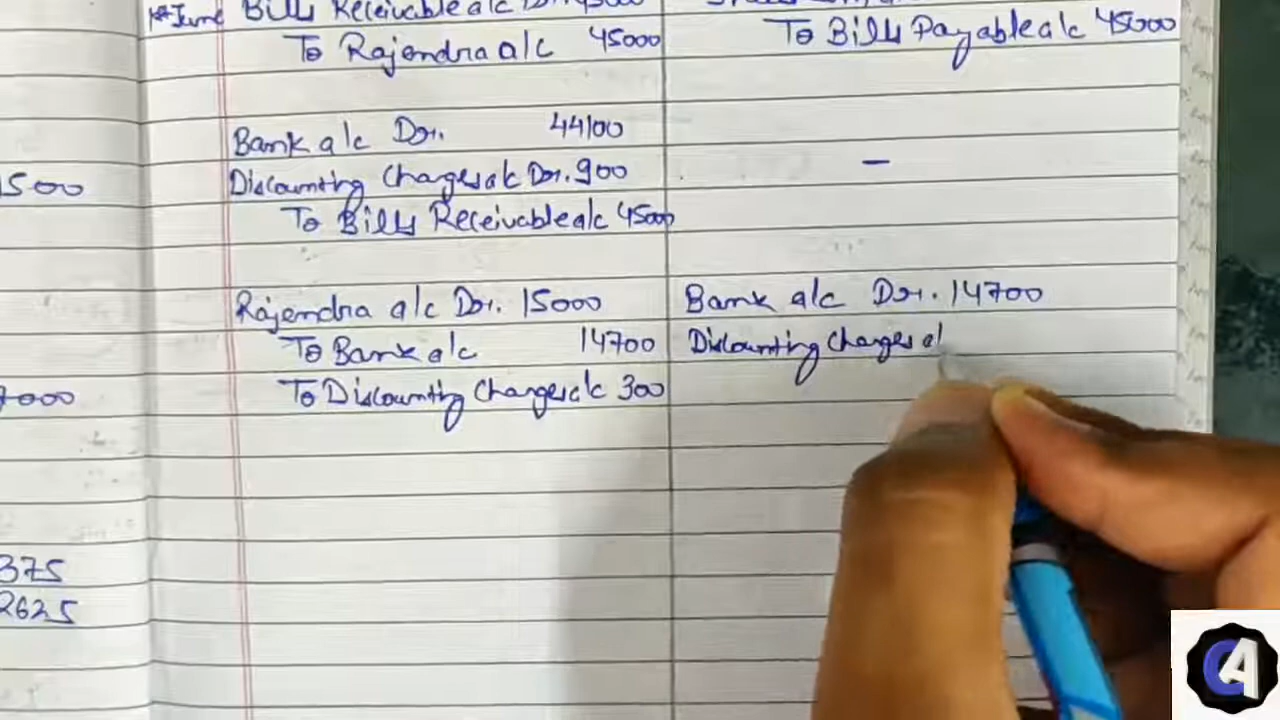 1st June Bills Receivable a/c Dr. 45000
To Rajendra a/c 45000
To Bills Payable a/c 45000
Bank a/c Dr. 44100
–
1500
Discounting Charges a/c Dr. 900
To Bills Receivable a/c 45000
Rajendra a/c Dr. 15000
Bank a/c Dr. 14700
To Bank a/c 14700
Discounting Charges a/
7000
To Discounting Charges a/c 300
375
2625
CA